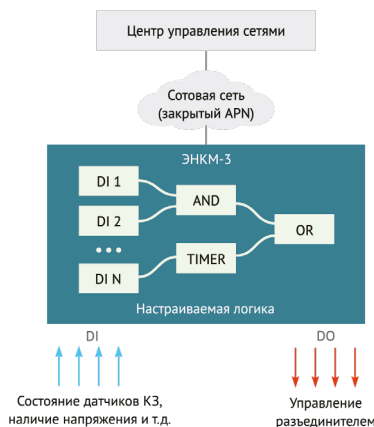 Центр управления сетями
Сотовая сеть
(закрытый APN)
ЭНКМ-3
DI 1
AND
DI 2
OR
TIMER
DI N
Настраиваемая логика
DI
DO
Состояние датчиков КЗ,
наличие напряжения и т.д.
Управление
разъединителем